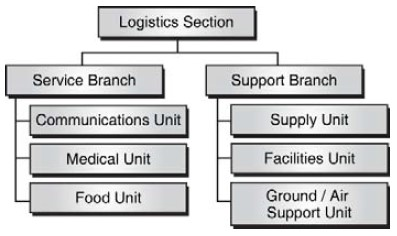 Logistics Section
Service Branch
Support Branch
Communications Unit
Supply Unit
Medical Unit
Facilities Unit
Food Unit
Ground / Air
Support Unit